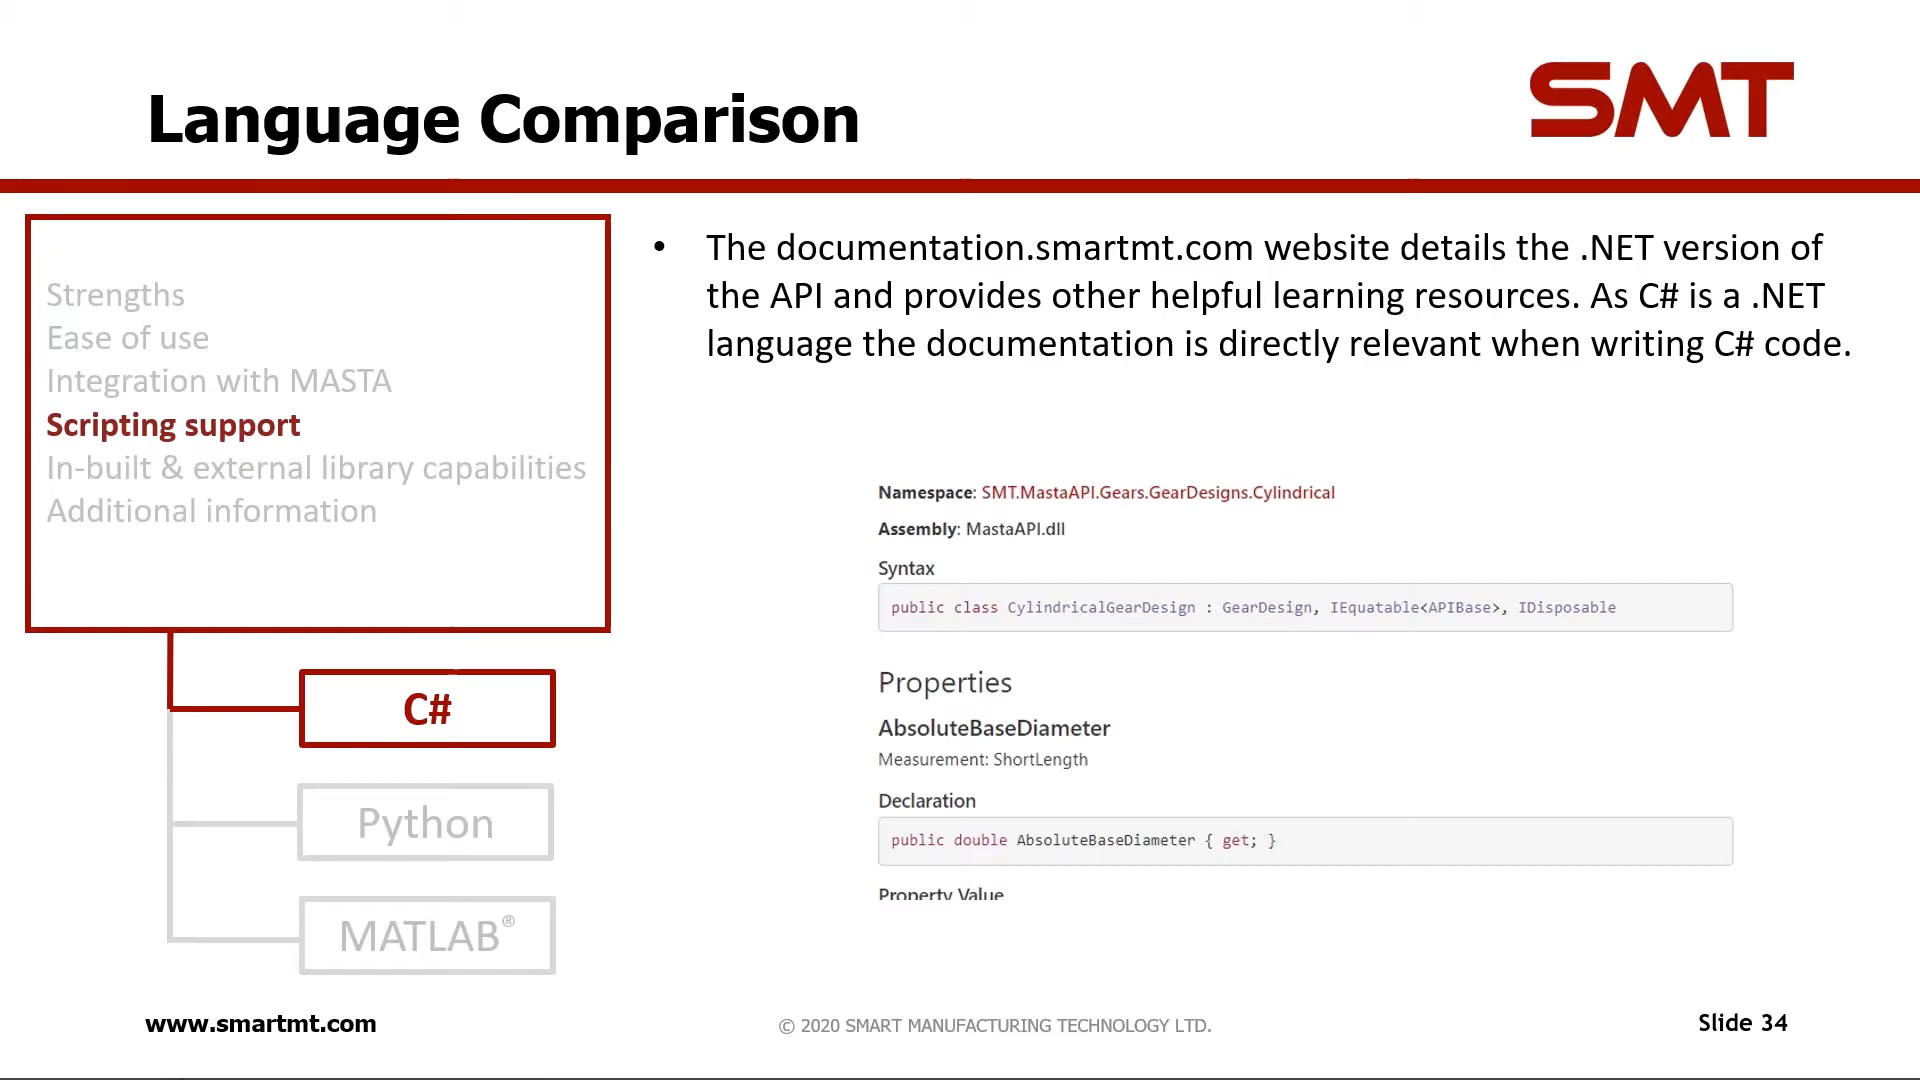 Language Comparison
SMT
Strengths
Ease of use
Integration with MASTA
Scripting support
In-built & external library capabilities
Additional information
C#
Python
MATLAB®
• The documentation.smartmt.com website details the .NET version of
the API and provides other helpful learning resources. As C# is a .NET
language the documentation is directly relevant when writing C# code.
Namespace: SMT.MastaAPI.Gears.GearDesigns.Cylindrical
Assembly: MastaAPI.dll
Syntax
public class CylindricalGearDesign : GearDesign, IEquatable<APIBase>, IDisposable
Properties
AbsoluteBaseDiameter
Measurement: ShortLength
Declaration
public double AbsoluteBaseDiameter { get; }
Property Value
www.smartmt.com
© 2020 SMART MANUFACTURING TECHNOLOGY LTD.
Slide 34